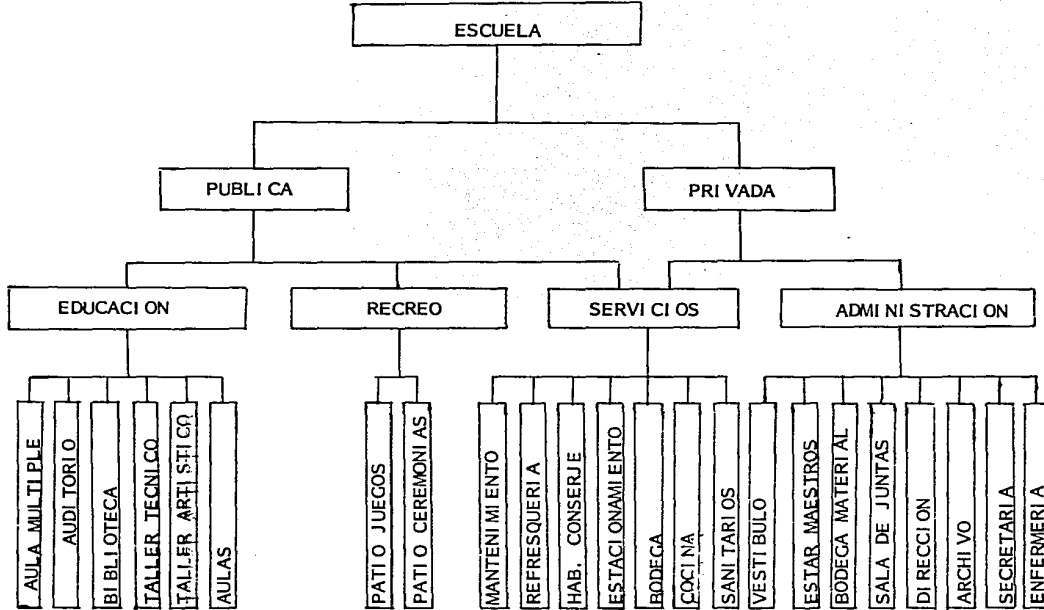 ESCUELA
PUBLICA
PRIVADA
EDUCACION
RECREO
SERVICIOS
ADMINISTRACION
AULA MULTIPLE
AUDITORIO
BIBLIOTECA
TALLER TECNICO
TALLER ARTISTICO
AULAS
PATIO JUEGOS
PATIO CEREMONIAS
MANTENIMIENTO
REFRESQUERIA
HAB. CONSERJE
ESTACIONAMIENTO
BODEGA
COCINA
SANITARIOS
VESTIBULO
ESTAR MAESTROS
BODEGA MATERIAL
SALA DE JUNTAS
DIRECCION
ARCHIVO
SECRETARIA
ENFERMERIA